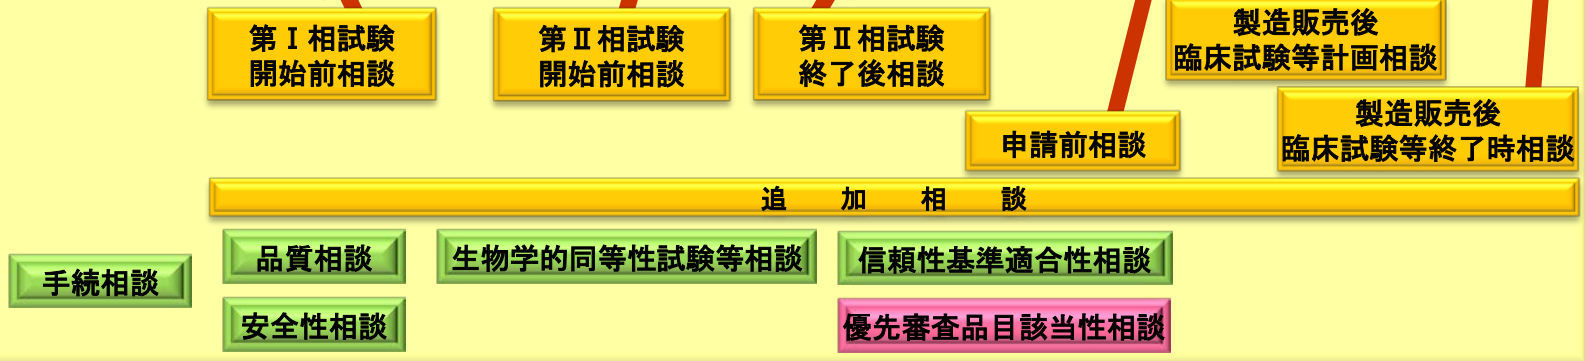 第Ⅰ相試験
開始前相談
第Ⅱ相試験
開始前相談
第Ⅱ相試験
終了後相談
製造販売後
臨床試験等計画相談
申請前相談
製造販売後
臨床試験等終了時相談
追 加 相 談
手続相談
品質相談
生物学的同等性試験等相談
信頼性基準適合性相談
安全性相談
優先審査品目該当性相談